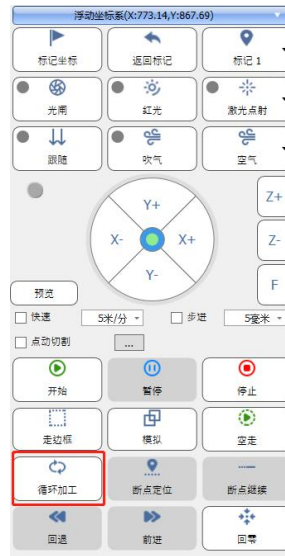 浮动坐标系(X:773.14,Y:867.69)
标记坐标 返回标记 标记 1
光闸 红光 激光点射
跟随 吹气 空气
Y+
Z+
X- X+
Z-
Y-
F
预览
快速 5米/分 步进 5毫米
点动切割 ...
开始 暂停 停止
走边框 模拟 空走
循环加工 断点定位 断点继续
回退 前进 回零